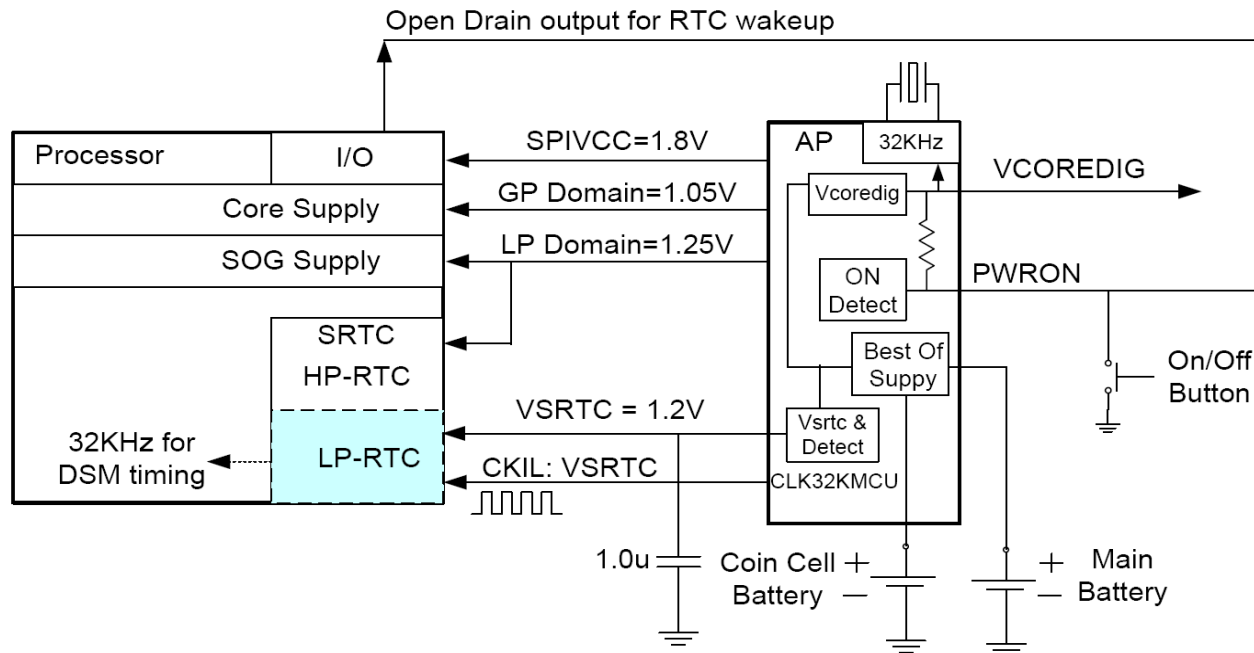 Open Drain output for RTC wakeup
Processor
I/O
SPIVCC=1.8V
AP
32KHz
VCOREDIG
Core Supply
GP Domain=1.05V
Vcoredig
SOG Supply
LP Domain=1.25V
ON
Detect
PWRON
SRTC
HP-RTC
Best Of
Suppy
On/Off
Button
VSRTC = 1.2V
Vsrtc &
Detect
32KHz for
DSM timing
LP-RTC
CKIL: VSRTC
CLK32KMCU
1.0u
Coin Cell
Battery
+
–
+
–
Main
Battery